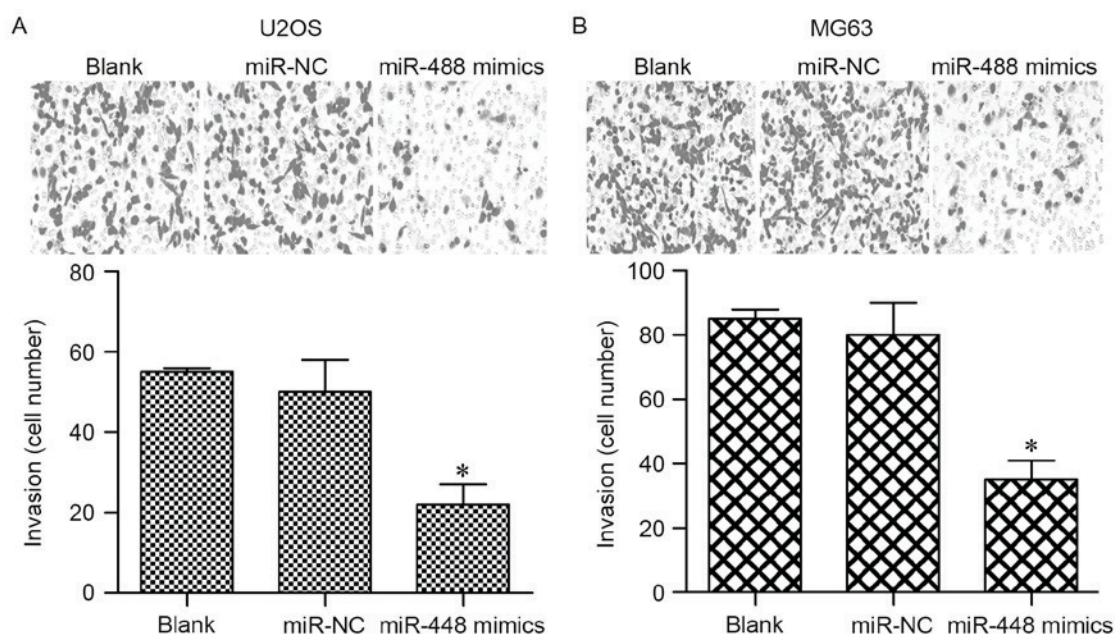 A
U2OS
Blank miR-NC miR-488 mimics
Invasion (cell number)
80
60
40
20
0
*
Blank miR-NC miR-448 mimics
B
MG63
Blank miR-NC miR-488 mimics
Invasion (cell number)
100
80
60
40
20
0
*
Blank miR-NC miR-448 mimics